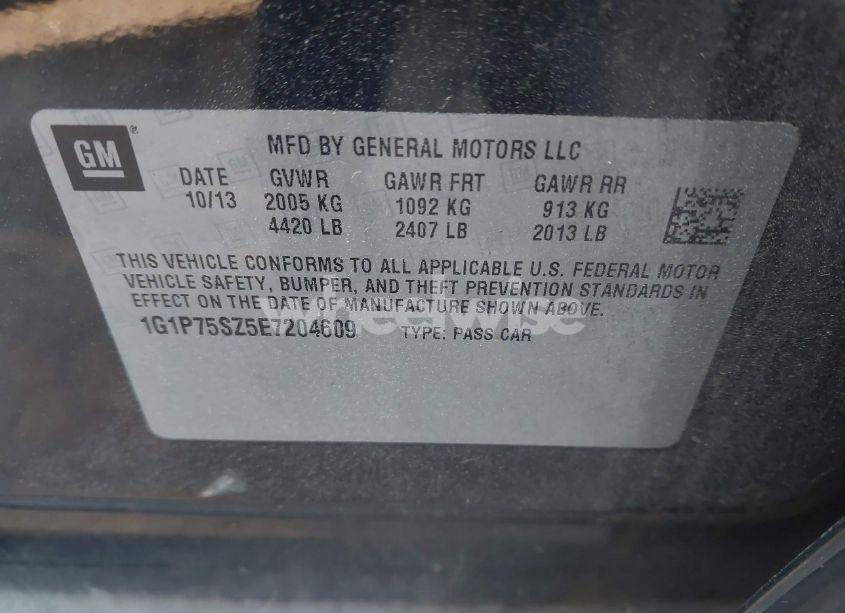 GM
MFD BY GENERAL MOTORS LLC
DATE GVWR GAWR FRT GAWR RR
10/13 2005 KG 1092 KG 913 KG
4420 LB 2407 LB 2013 LB
THIS VEHICLE CONFORMS TO ALL APPLICABLE U.S. FEDERAL MOTOR
VEHICLE SAFETY, BUMPER, AND THEFT PREVENTION STANDARDS IN
EFFECT ON THE DATE OF MANUFACTURE SHOWN ABOVE.
1G1P75SZ5E7204609 TYPE: PASS CAR
wheelwise